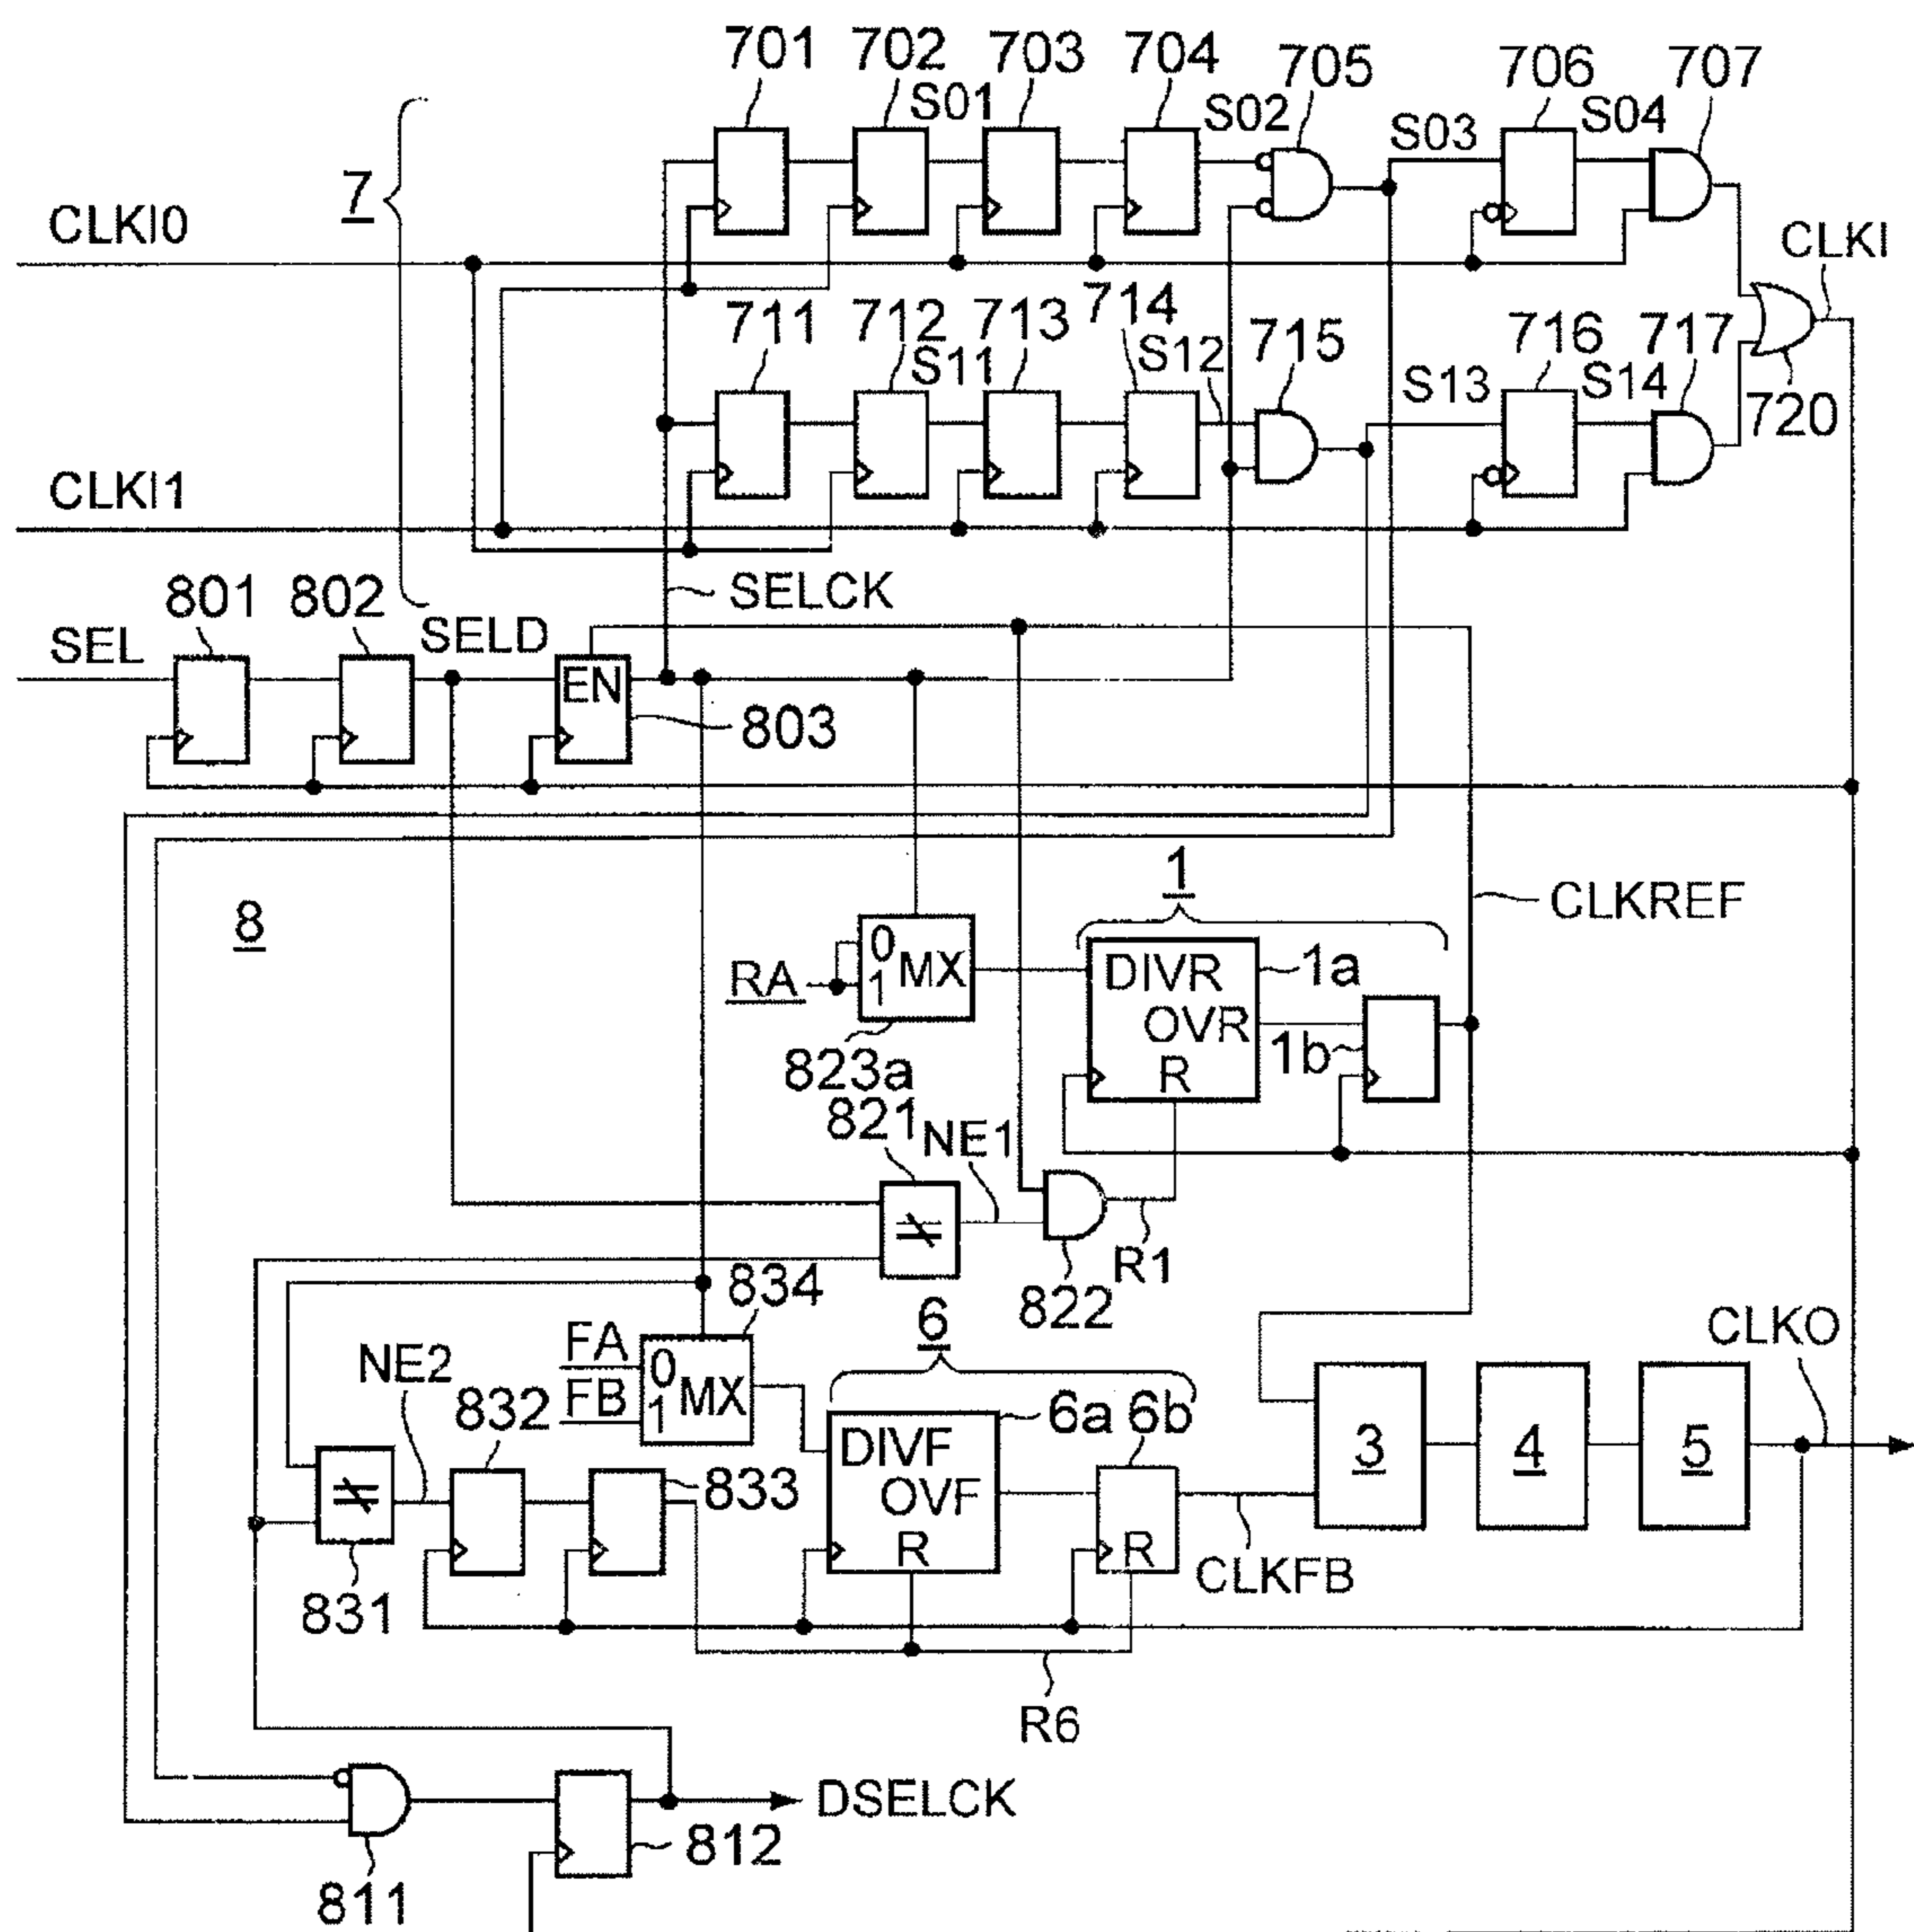 701 702 703 704 705 706 707
S01 S02 S03 S04
7
CLKI0
CLKI
711 712 713 714 715 716 717
S11 S12 S13 S14
720
CLKI1
SELCK
801 802
SEL SELD
EN
803
8
1
CLKREF
RA
0
1 MX
DIVR
OVR
R
1a
1b
823a
821 NE1
R1
822
834
6
CLKO
FA
FB
0
1 MX
NE2
832
833
6a 6b
DIVF
OVF
R
R
3 4 5
≠
≠
831
CLKFB
R6
DSELCK
812
811